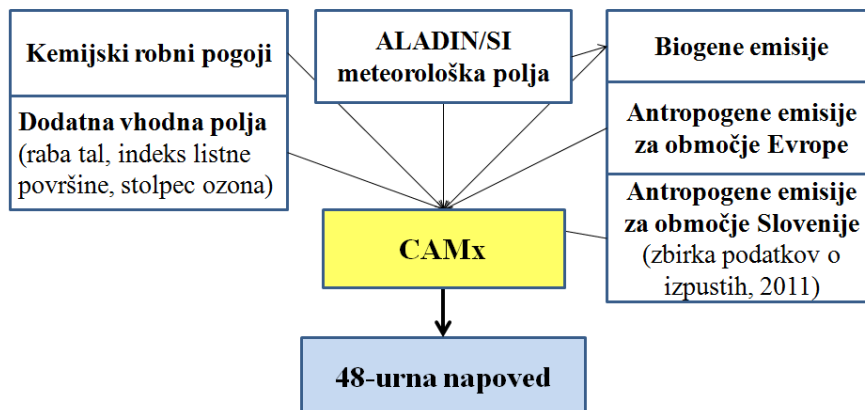 Kemijski robni pogoji
Dodatna vhodna polja
(raba tal, indeks listne
površine, stolpec ozona)
ALADIN/SI
meteorološka polja
Biogene emisije
Antropogene emisije
za območje Evrope
Antropogene emisije
za območje Slovenije
(zbirka podatkov o
izpustih, 2011)
CAMx
48-urna napoved